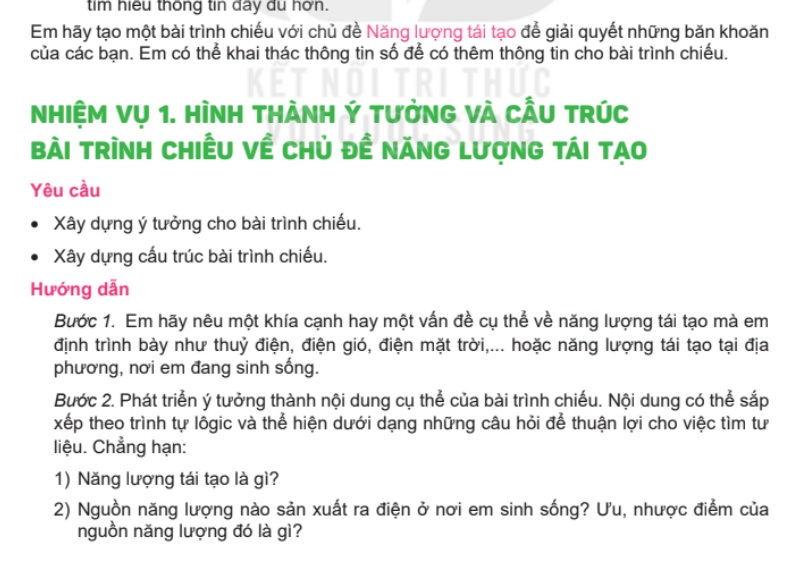 tìm hiểu thông tin đầy đủ hơn.
Em hãy tạo một bài trình chiếu với chủ đề Năng lượng tái tạo để giải quyết những băn khoăn
của các bạn. Em có thể khai thác thông tin số để có thêm thông tin cho bài trình chiếu.
KẾT NỐI TRI THỨC
VỚI CUỘC SỐNG
NHIỆM VỤ 1. HÌNH THÀNH Ý TƯỞNG VÀ CẤU TRÚC
BÀI TRÌNH CHIẾU VỀ CHỦ ĐỀ NĂNG LƯỢNG TÁI TẠO
Yêu cầu
• Xây dựng ý tưởng cho bài trình chiếu.
• Xây dựng cấu trúc bài trình chiếu.
Hướng dẫn
Bước 1. Em hãy nêu một khía cạnh hay một vấn đề cụ thể về năng lượng tái tạo mà em
định trình bày như thuỷ điện, điện gió, điện mặt trời,... hoặc năng lượng tái tạo tại địa
phương, nơi em đang sinh sống.
Bước 2. Phát triển ý tưởng thành nội dung cụ thể của bài trình chiếu. Nội dung có thể sắp
xếp theo trình tự lôgic và thể hiện dưới dạng những câu hỏi để thuận lợi cho việc tìm tư
liệu. Chẳng hạn:
1) Năng lượng tái tạo là gì?
2) Nguồn năng lượng nào sản xuất ra điện ở nơi em sinh sống? Ưu, nhược điểm của
nguồn năng lượng đó là gì?